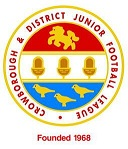 CROWBOROUGH & DISTRICT JUNIOR FOOTBALL LEAGUE
Founded 1968